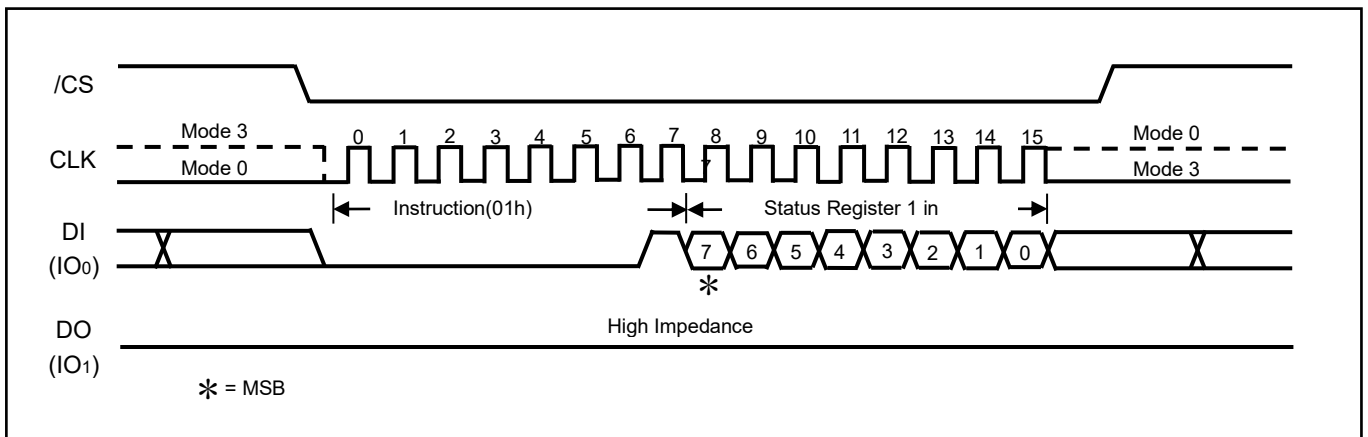 /CS
Mode 3
0 1 2 3 4 5 6 7 8 9 10 11 12 13 14 15
Mode 0
CLK
Mode 0
7
Mode 3
Instruction(01h)
Status Register 1 in
DI
(IO0)
7 6 5 4 3 2 1 0
*
DO
(IO1)
High Impedance
* = MSB